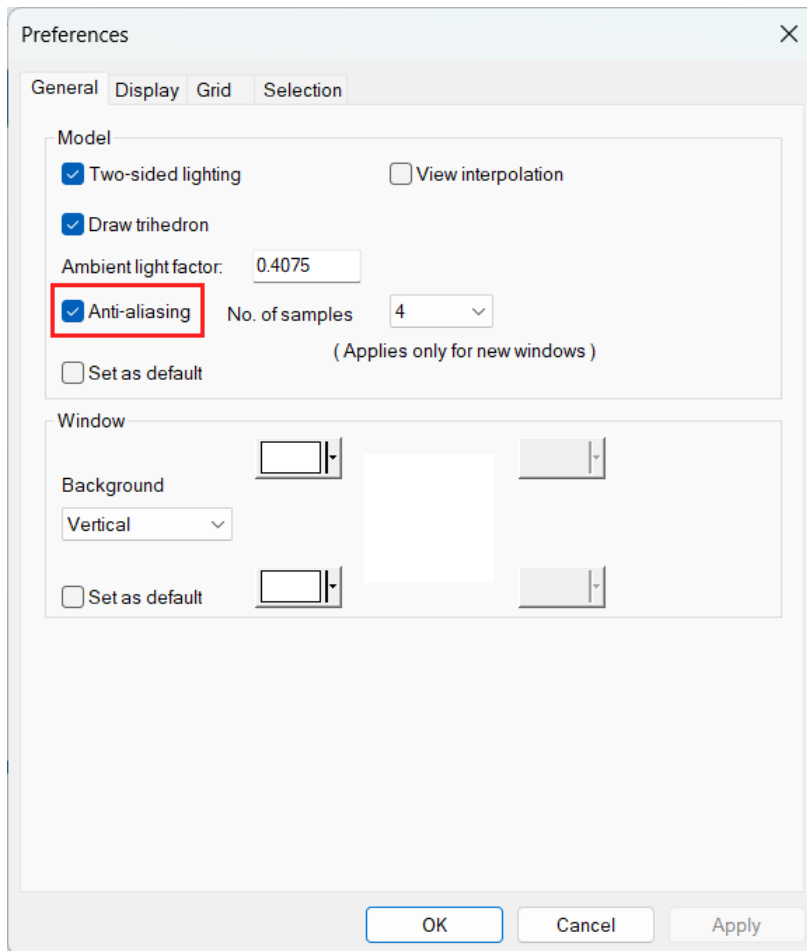 Preferences
General Display Grid Selection
Model
Two-sided lighting View interpolation
Draw trihedron
Ambient light factor: 0.4075
Anti-aliasing No. of samples 4
( Applies only for new windows )
Set as default
Window
Background
Vertical
Set as default
OK Cancel Apply